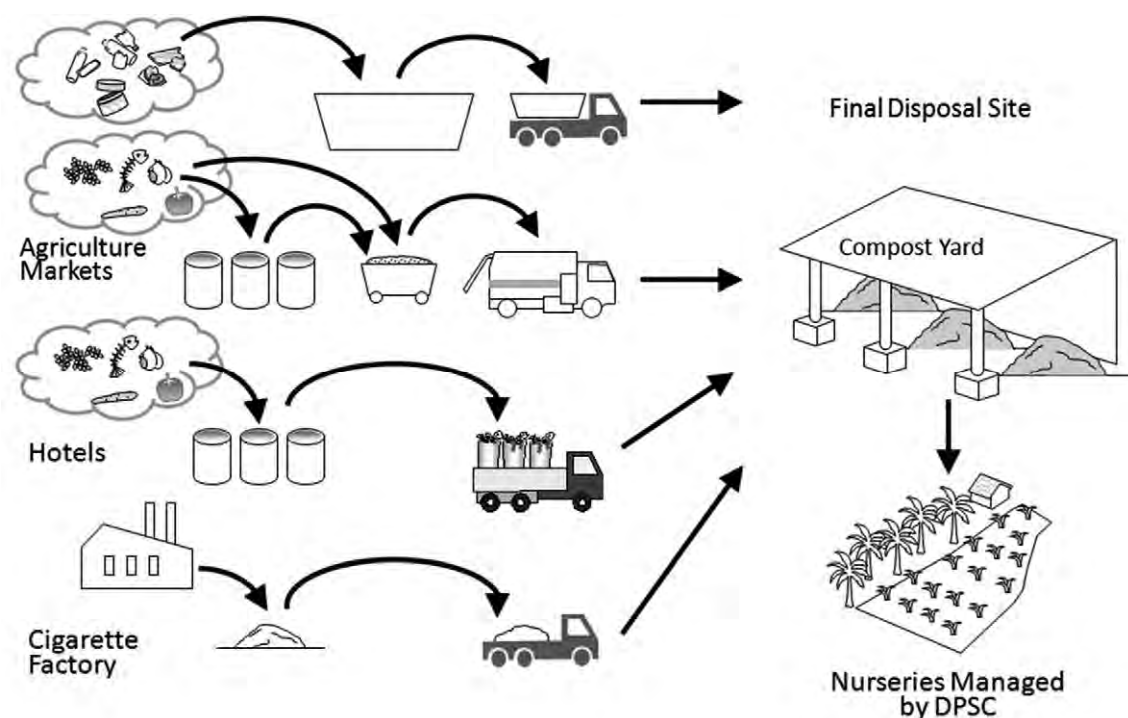 Final Disposal Site
Agriculture
Markets
Compost Yard
Hotels
Cigarette
Factory
Nurseries Managed
by DPSC